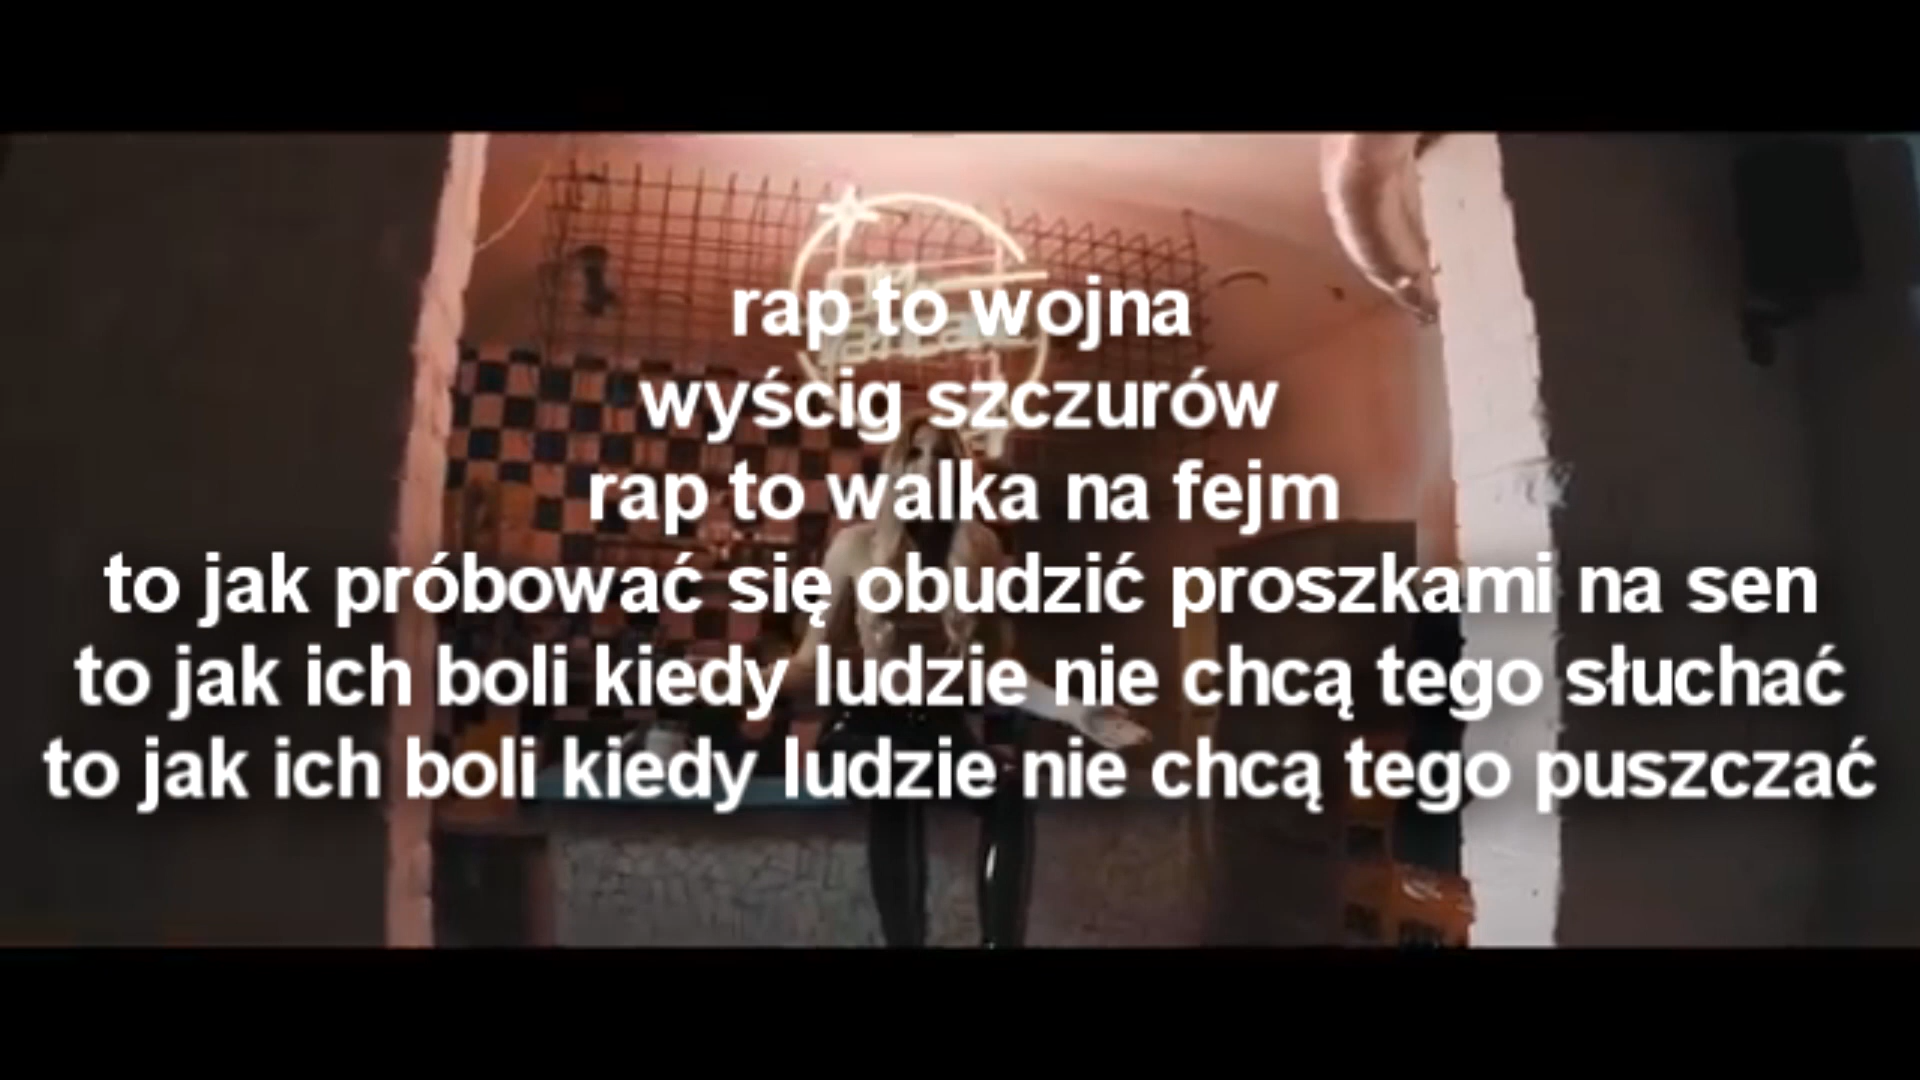 rap to wojna
wyścig szczurów
rap to walka na fejm
to jak próbować się obudzić proszkami na sen
to jak ich boli kiedy ludzie nie chcą tego słuchać
to jak ich boli kiedy ludzie nie chcą tego puszczać